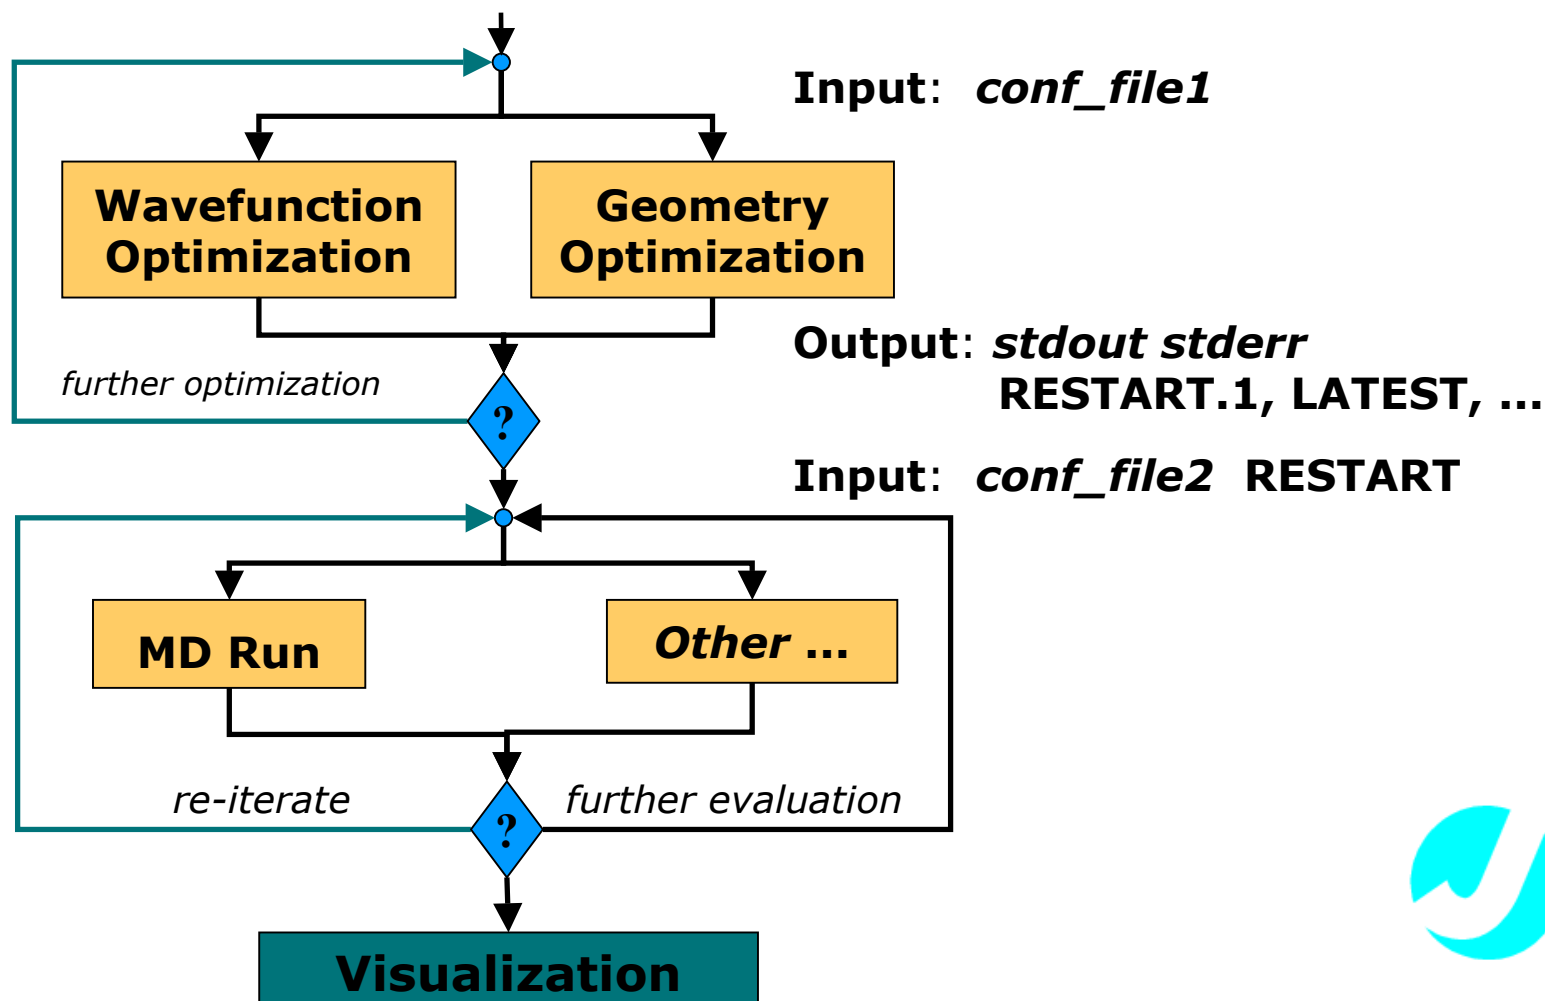 Input: conf_file1
Wavefunction
Optimization
Geometry
Optimization
Output: stdout stderr
RESTART.1, LATEST, ...
further optimization
?
Input: conf_file2 RESTART
MD Run
Other ...
re-iterate
further evaluation
?
Visualization